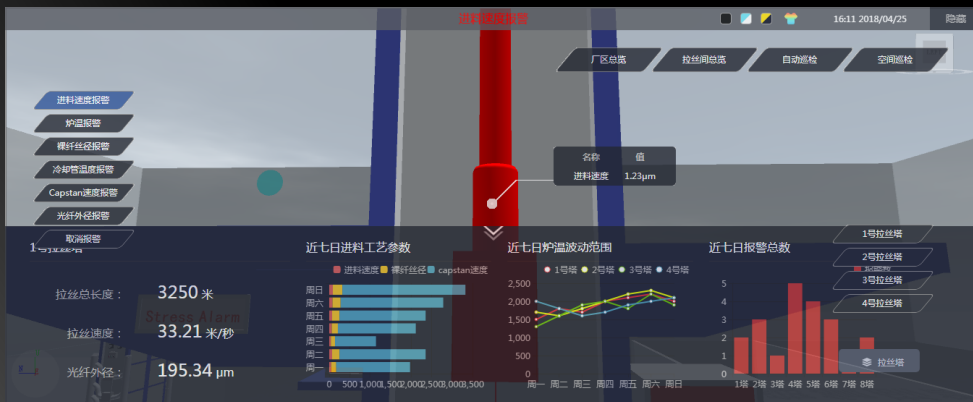 进料速度报警
16:11 2018/04/25
隐藏
厂区总览
拉丝间总览
自动巡检
空间巡检
进料速度报警
炉温报警
裸纤丝径报警
冷却管温度报警
Capstan速度报警
光纤外径报警
取消报警
名称 值
进料速度 1.23μm
拉丝总长度： 3250 米
拉丝速度： 33.21 米/秒
光纤外径： 195.34 μm
Stress Alarm
近七日进料工艺参数
进料速度 裸纤丝径 capstan速度
周日
周六
周五
周四
周三
周二
周一
0 500 1,000 1,500 2,000 2,500 3,000 3,500
近七日炉温波动范围
1号塔 2号塔 3号塔 4号塔
2,500
2,000
1,500
1,000
500
0
周一 周二 周三 周四 周五 周六 周日
近七日报警总数
5
4
3
2
1
0
1塔 2塔 3塔 4塔 5塔 6塔 7塔 8塔
1号拉丝塔
2号拉丝塔
3号拉丝塔
4号拉丝塔
拉丝塔